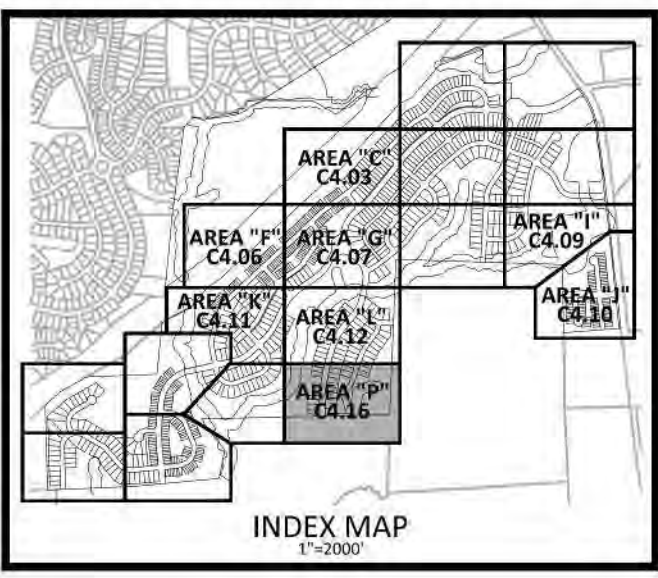 AREA "C"
C4.03
AREA "F"
C4.06
AREA "G"
C4.07
AREA "I"
C4.09
AREA "K"
C4.11
AREA "L"
C4.12
AREA "J"
C4.10
AREA "P"
C4.16
INDEX MAP
1"=2000'